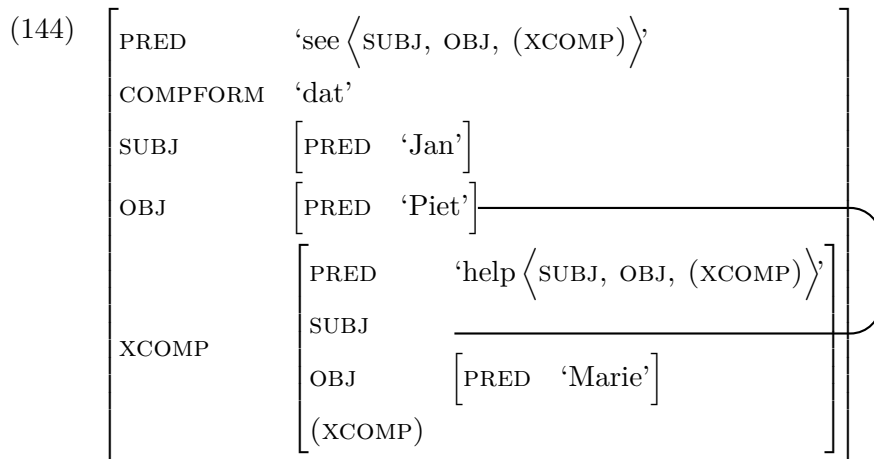 (144)
PRED ‘see⟨SUBJ, OBJ, (XCOMP)⟩’
COMPFORM ‘dat’
SUBJ [PRED ‘Jan’]
OBJ [PRED ‘Piet’]
XCOMP
PRED ‘help⟨SUBJ, OBJ, (XCOMP)⟩’
SUBJ
OBJ [PRED ‘Marie’]
(XCOMP)